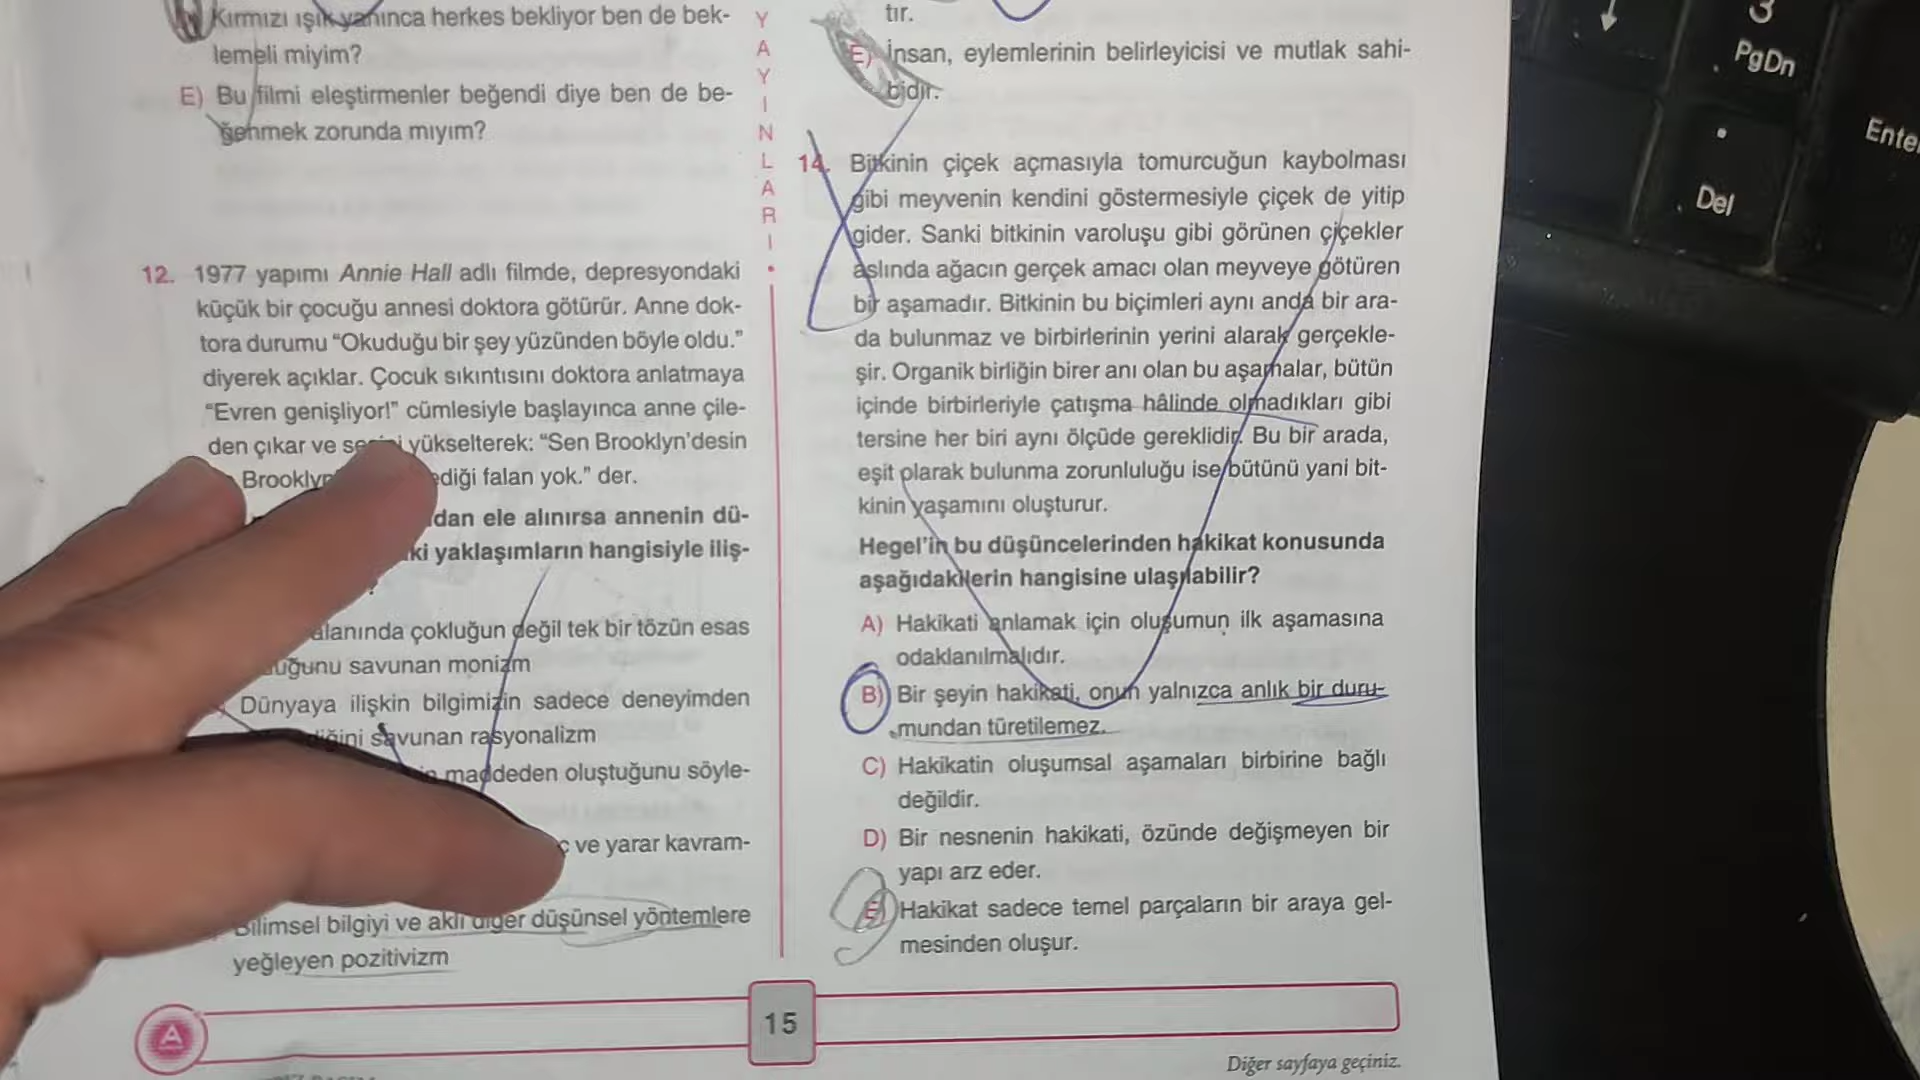 Kırmızı ışık yanınca herkes bekliyor ben de bek-
lemeli miyim?
E) Bu filmi eleştirmenler beğendi diye ben de be-
ğenmek zorunda mıyım?
12. 1977 yapımı Annie Hall adlı filmde, depresyondaki
küçük bir çocuğu annesi doktora götürür. Anne dok-
tora durumu “Okuduğu bir şey yüzünden böyle oldu.”
diyerek açıklar. Çocuk sıkıntısını doktora anlatmaya
“Evren genişliyor!” cümlesiyle başlayınca anne çile-
den çıkar ve yükselterek: “Sen Brooklyn’desin
falan yok.” der.
dan ele alınırsa annenin dü-
ki yaklaşımların hangisiyle iliş-
alanında çokluğun değil tek bir tözün esas
savunan monizm
Dünyaya ilişkin bilgimizin sadece deneyimden
savunan rasyonalizm
maddeden oluştuğunu söyle-
ve yarar kavram-
Bilimsel bilgiyi ve aklı diğer düşünsel yöntemlere
yeğleyen pozitivizm
YAYINLARI
tır.
E) İnsan, eylemlerinin belirleyicisi ve mutlak sahi-
bidir.
14. Bitkinin çiçek açmasıyla tomurcuğun kaybolması
gibi meyvenin kendini göstermesiyle çiçek de yitip
gider. Sanki bitkinin varoluşu gibi görünen çiçekler
aslında ağacın gerçek amacı olan meyveye götüren
bir aşamadır. Bitkinin bu biçimleri aynı anda bir ara-
da bulunmaz ve birbirlerinin yerini alarak gerçekle-
şir. Organik birliğin birer anı olan bu aşamalar, bütün
içinde birbirleriyle çatışma hâlinde olmadıkları gibi
tersine her biri aynı ölçüde gereklidir. Bu bir arada,
eşit olarak bulunma zorunluluğu ise bütünü yani bit-
kinin yaşamını oluşturur.
Hegel’in bu düşüncelerinden hakikat konusunda
aşağıdakilerin hangisine ulaşılabilir?
A) Hakikati anlamak için oluşumun ilk aşamasına
odaklanılmalıdır.
B) Bir şeyin hakikati, onun yalnızca anlık bir duru-
mundan türetilemez.
C) Hakikatin oluşumsal aşamaları birbirine bağlı
değildir.
D) Bir nesnenin hakikati, özünde değişmeyen bir
yapı arz eder.
E) Hakikat sadece temel parçaların bir araya gel-
mesinden oluşur.
A
15
Diğer sayfaya geçiniz.
3
PgDn
.
Del
Enter